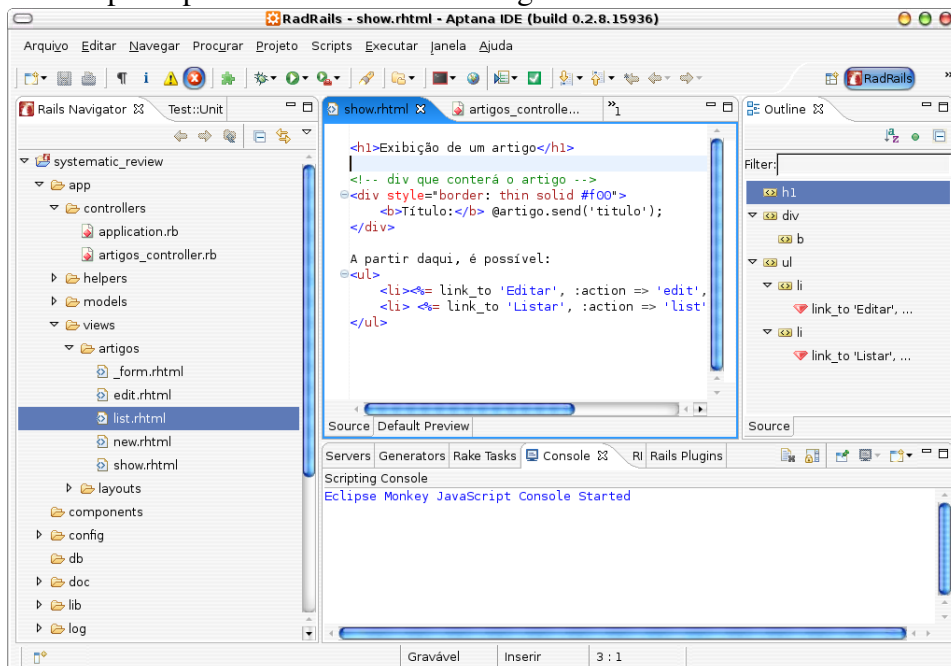 RadRails - show.rhtml - Aptana IDE (build 0.2.8.15936)
Arquivo Editar Navegar Procurar Projeto Scripts Executar Janela Ajuda
RadRails
»
Rails Navigator Test::Unit
systematic_review
app
controllers
application.rb
artigos_controller.rb
helpers
models
views
artigos
_form.rhtml
edit.rhtml
list.rhtml
new.rhtml
show.rhtml
layouts
components
config
db
doc
lib
log
show.rhtml artigos_controlle... »1
<h1>Exibição de um artigo</h1>
<!-- div que conterá o artigo -->
<div style="border: thin solid #f00">
<b>Título:</b> @artigo.send('titulo');
</div>
A partir daqui, é possível:
<ul>
<li><%= link_to 'Editar', :action => 'edit',
<li> <%= link_to 'Listar', :action => 'list'
</ul>
Source Default Preview
Outline
Filter:
h1
div
b
ul
li
link_to 'Editar', ...
li
link_to 'Listar', ...
Source
Servers Generators Rake Tasks Console RI Rails Plugins
Scripting Console
Eclipse Monkey JavaScript Console Started
Gravável Inserir 3 : 1